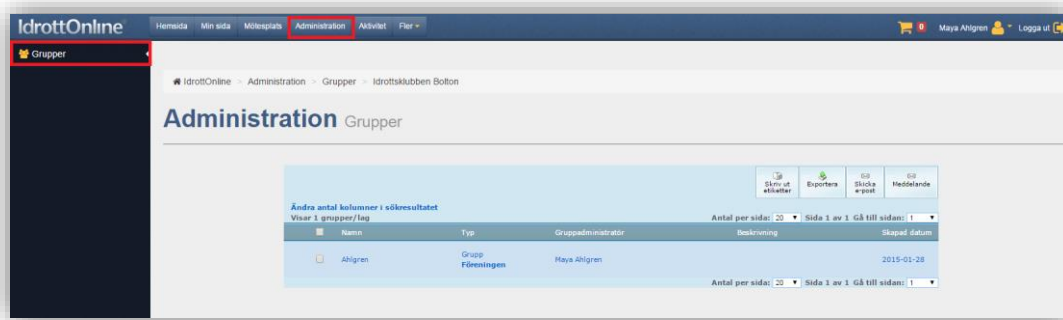 IdrottOnline Hemsida Min sida Mötesplats Administration Aktivitet Fler 0 Maya Ahlgren Logga ut
Grupper
IdrottOnline > Administration > Grupper > Idrottsklubben Bolton
Administration Grupper
Skriv ut etiketter Exportera Skicka e-post Meddelande
Ändra antal kolumner i sökresultatet
Visar 1 grupper/lag Antal per sida: 20 Sida 1 av 1 Gå till sidan: 1
Namn Typ Gruppadministratör Beskrivning Skapad datum
Ahlgren Grupp Föreningen Maya Ahlgren 2015-01-28
Antal per sida: 20 Sida 1 av 1 Gå till sidan: 1